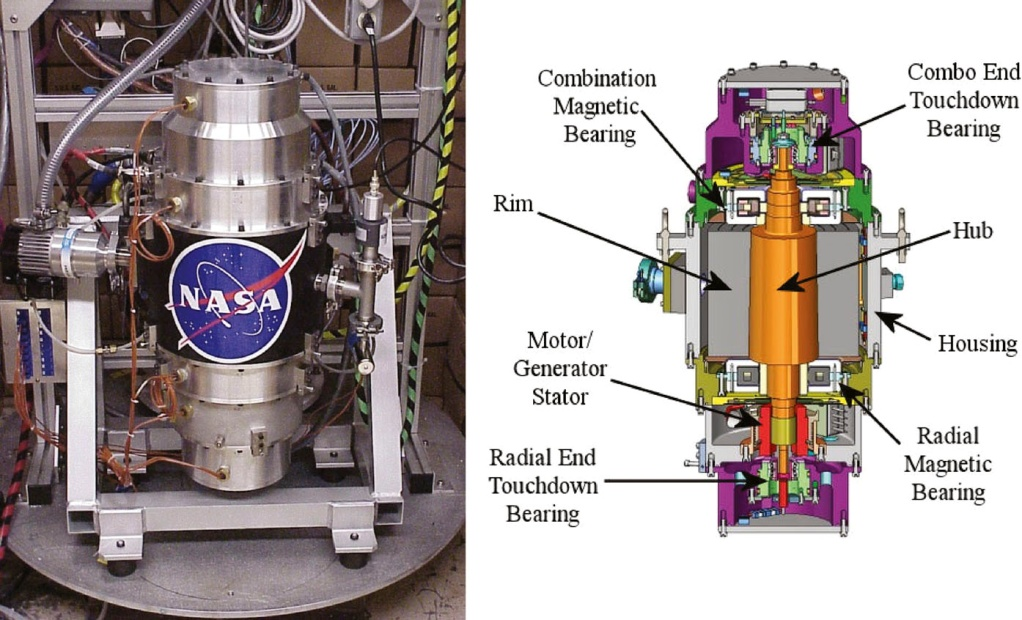 NASA
Combination
Magnetic
Bearing
Combo End
Touchdown
Bearing
Rim
Hub
Motor/
Generator
Stator
Housing
Radial End
Touchdown
Bearing
Radial
Magnetic
Bearing